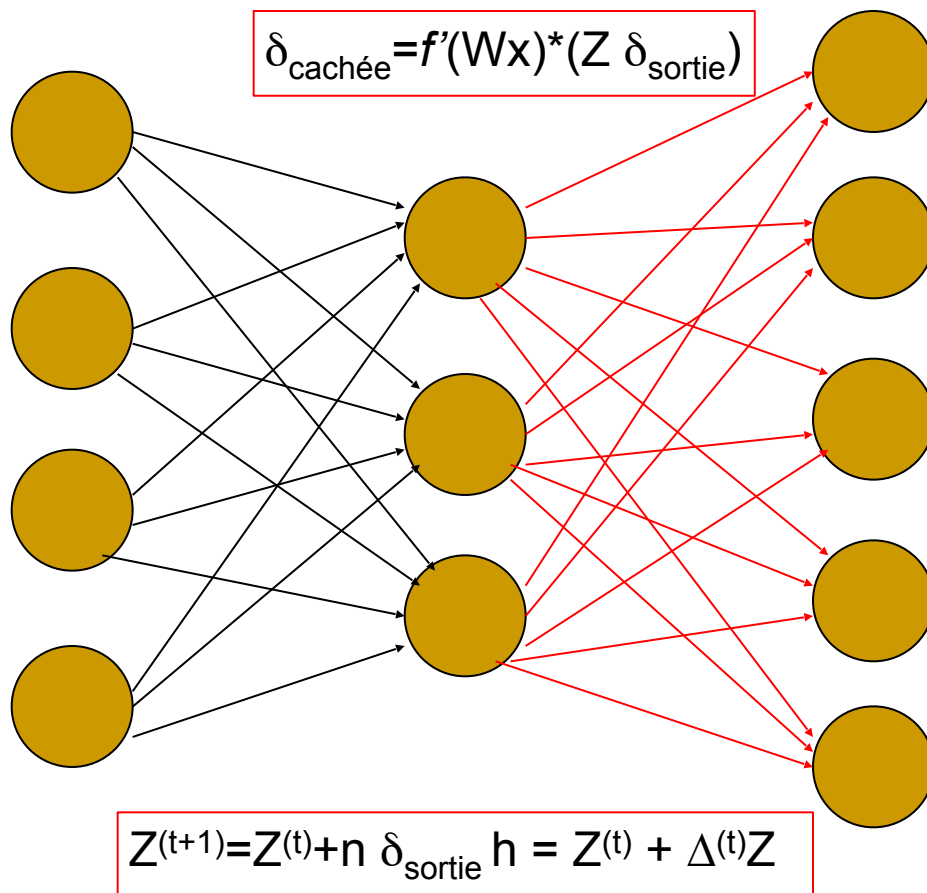 δcachée=f’(Wx)*(Z δsortie)
Z(t+1)=Z(t)+n δsortie h = Z(t) + Δ(t)Z